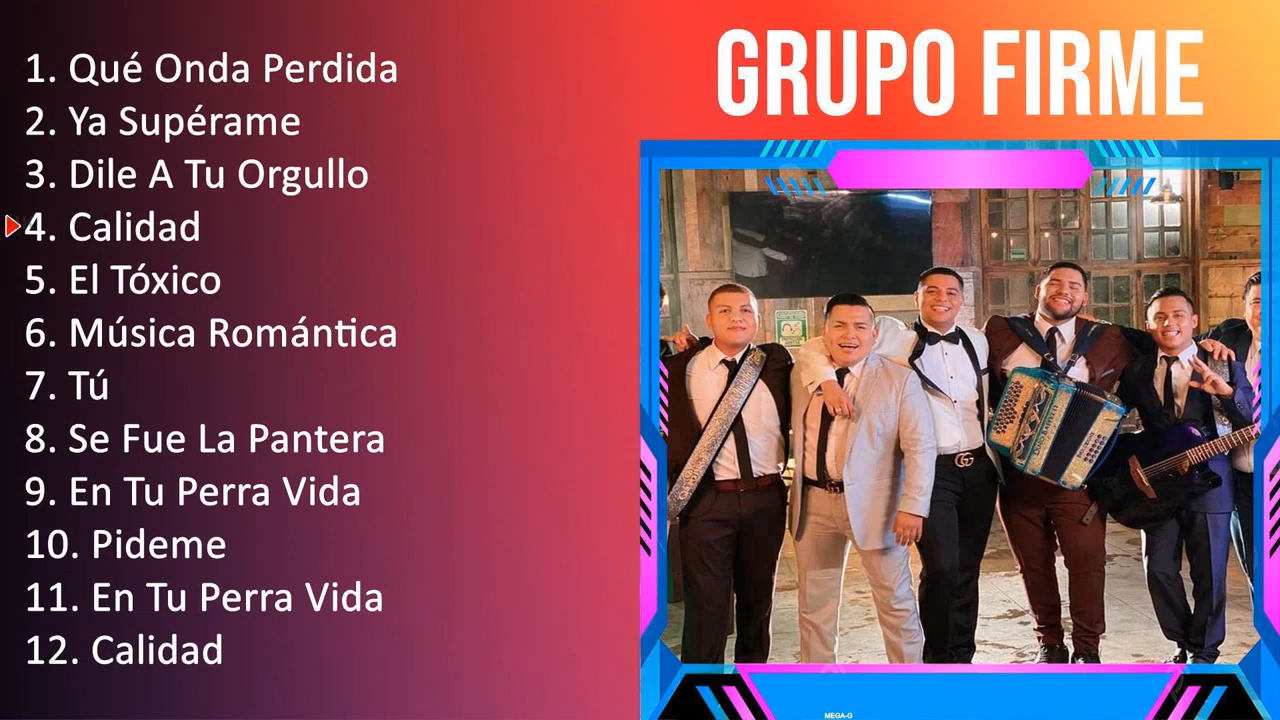 GRUPO FIRME
1. Qué Onda Perdida
2. Ya Supérame
3. Dile A Tu Orgullo
4. Calidad
5. El Tóxico
6. Música Romántica
7. Tú
8. Se Fue La Pantera
9. En Tu Perra Vida
10. Pideme
11. En Tu Perra Vida
12. Calidad
MEGA-G